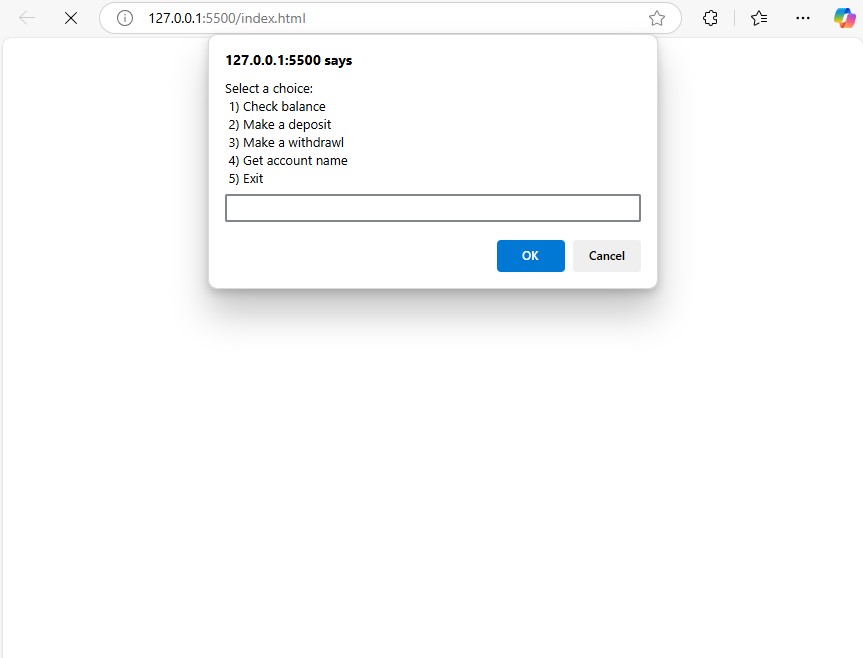 127.0.0.1:5500/index.html
127.0.0.1:5500 says
Select a choice:
1) Check balance
2) Make a deposit
3) Make a withdrawl
4) Get account name
5) Exit
OK Cancel